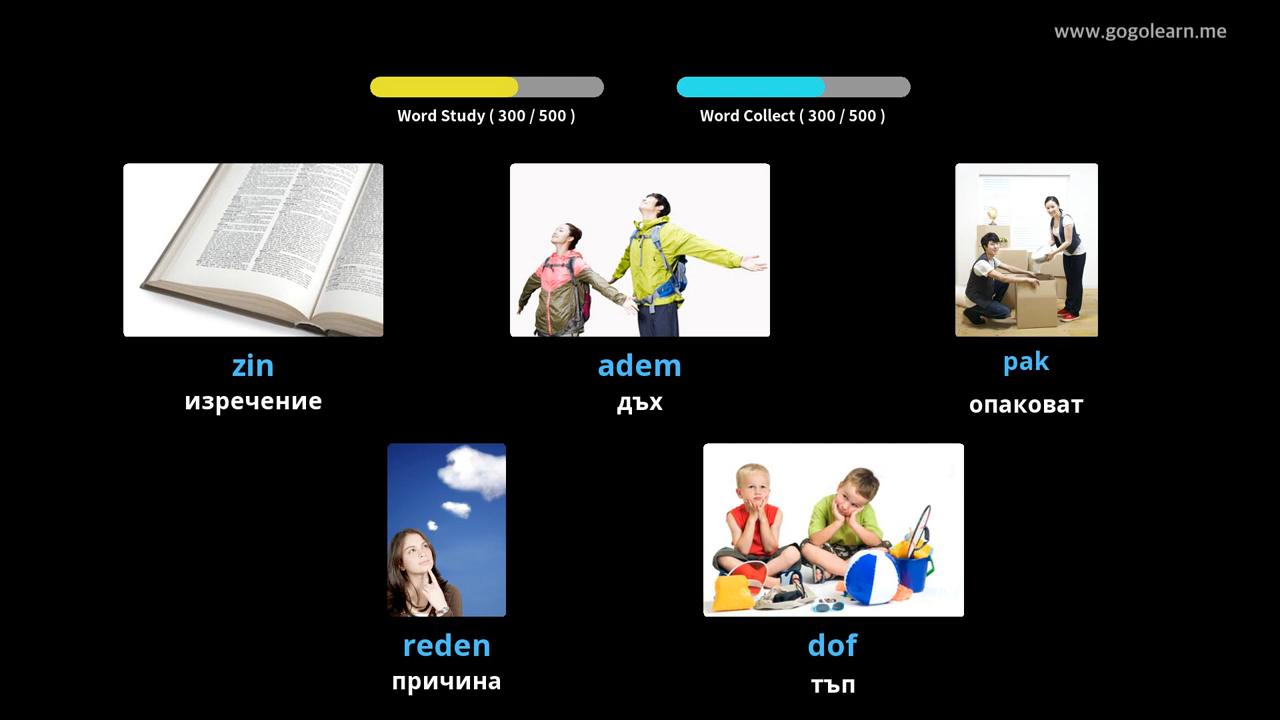 www.gogolearn.me
Word Study ( 300 / 500 )
Word Collect ( 300 / 500 )
zin
изречение
adem
дъх
pak
опаковат
reden
причина
dof
тъп